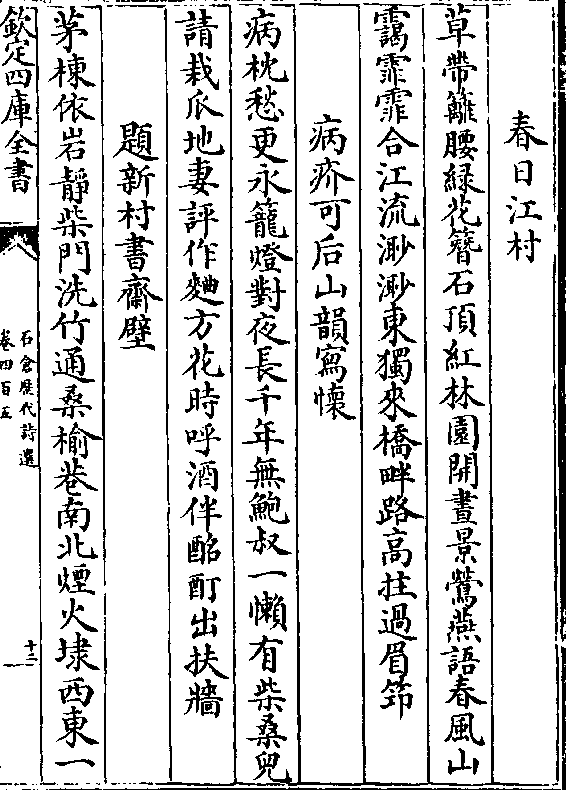 春日江村
草帶籬腰緑花簪石頂紅林園開晝景鶯燕語春風山
靄霏霏合江流渺渺東獨來橋畔路高拄過眉笻
病疥可后山韻寫懷
病枕愁更永籠燈對夜長千年無鮑叔一懶有柴桑兒
請栽瓜地妻評作麯方花時呼酒伴酩酊出扶牆
題新村書齋壁
茅棟依岩靜柴門洗竹通桑榆巷南北煙火埭西東一
欽定四庫全書
石倉歷代詩選
卷四百五
十三